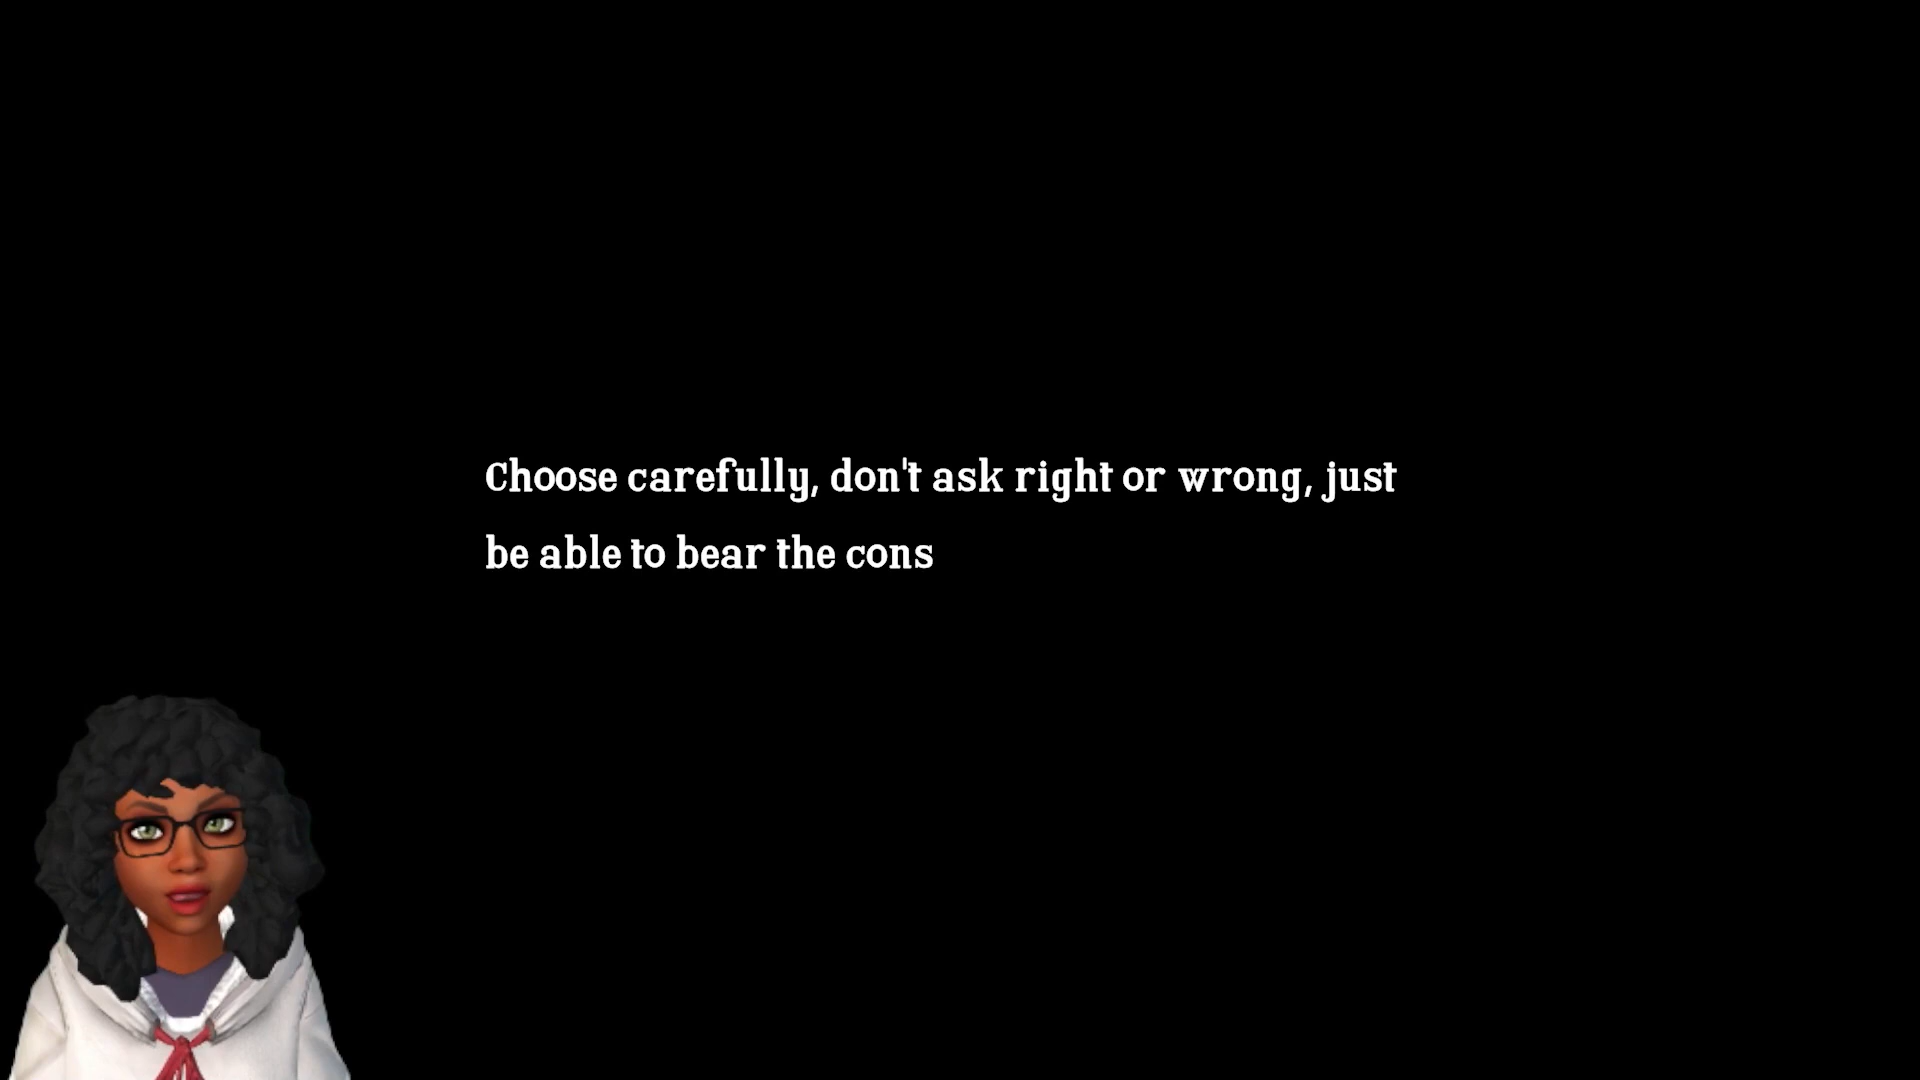 Choose carefully, don't ask right or wrong, just
be able to bear the cons